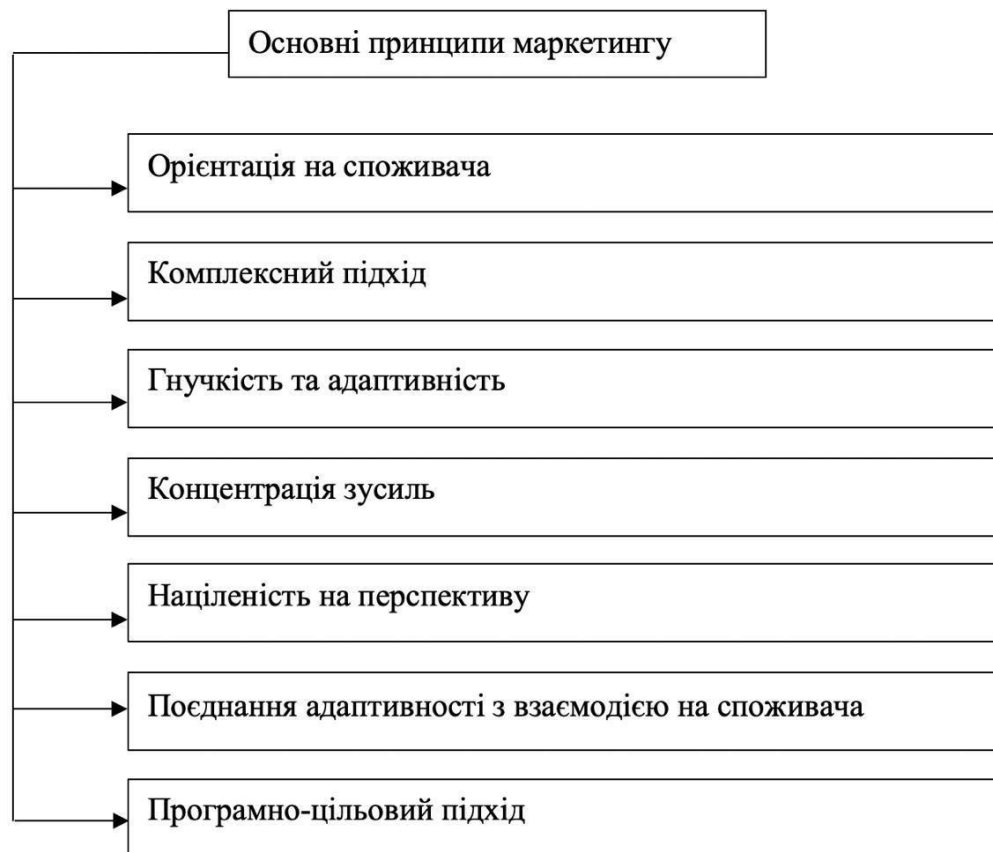 Основні принципи маркетингу
Орієнтація на споживача
Комплексний підхід
Гнучкість та адаптивність
Концентрація зусиль
Націленість на перспективу
Поєднання адаптивності з взаємодією на споживача
Програмно-цільовий підхід